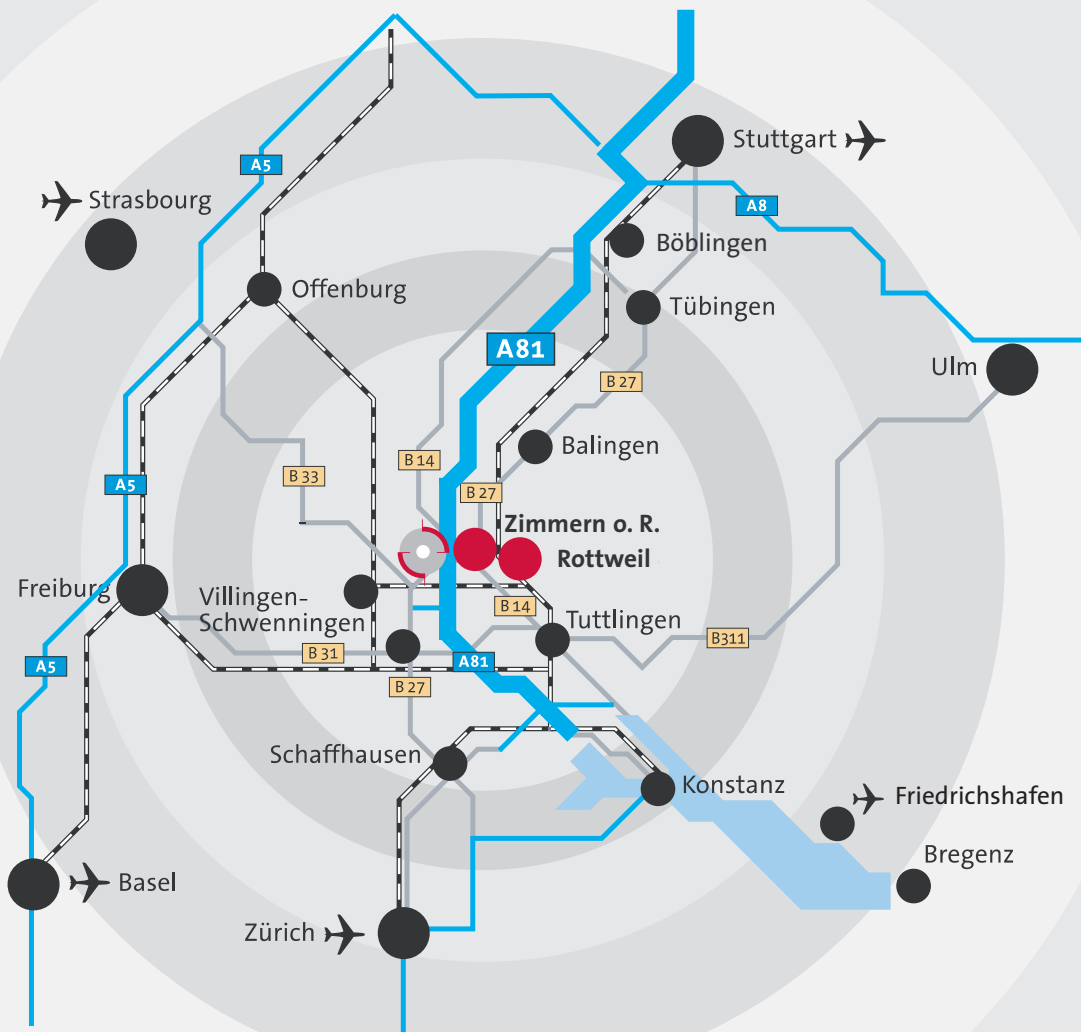 Stuttgart
A5
Strasbourg
A8
Böblingen
Offenburg
Tübingen
A81
Ulm
B 27
Balingen
B 14
B 33
A5
B 27
Zimmern o. R.
Rottweil
Freiburg
Villingen-
Schwenningen
B 14
Tuttlingen
B311
B 31
A81
A5
B 27
Schaffhausen
Konstanz
Friedrichshafen
Bregenz
Basel
Zürich